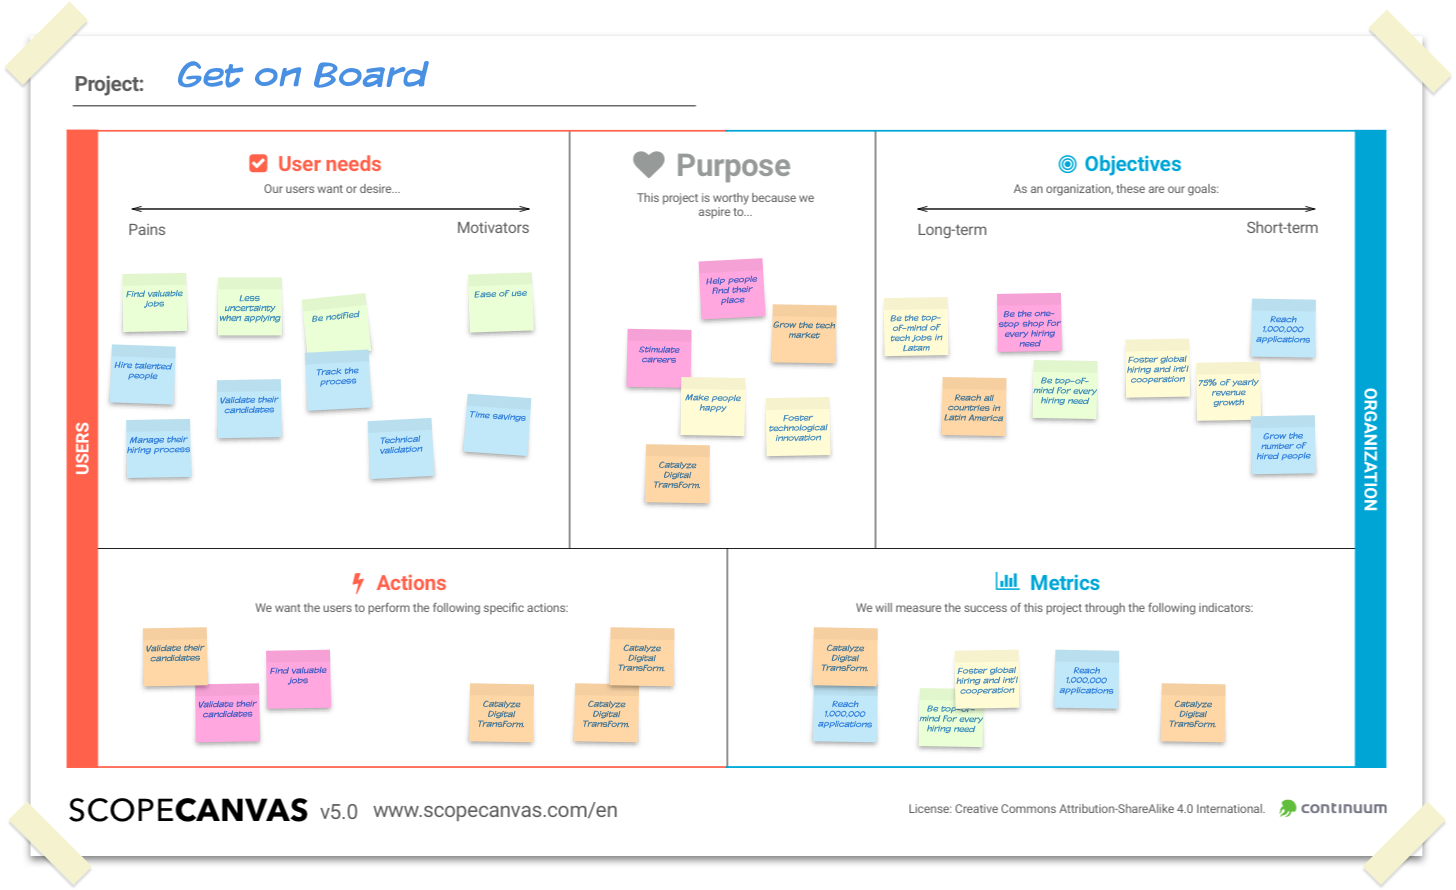 Project: Get on Board
User needs
Our users want or desire...
Pains
Motivators
Find valuable
jobs
Less
uncertainty
when applying
Be notified
Ease of use
Hire talented
people
Validate their
candidates
Track the
process
Manage their
hiring process
Technical
validation
Time savings
Purpose
This project is worthy because we
aspire to...
Help people
find their
place
Grow the tech
market
Stimulate
careers
Make people
happy
Foster
technological
innovation
Catalyze
Digital
Transform.
Objectives
As an organization, these are our goals:
Long-term
Short-term
Be the top-
of-mind of
tech jobs in
Latam
Be the one-
stop shop for
every hiring
need
Reach
1,000,000
applications
Foster global
hiring and int'l
cooperation
Be top-of-
mind for every
hiring need
75% of yearly
revenue
growth
Reach all
countries in
Latin America
Grow the
number of
hired people
USERS
ORGANIZATION
Actions
We want the users to perform the following specific actions:
Validate their
candidates
Find valuable
jobs
Validate their
candidates
Catalyze
Digital
Transform.
Catalyze
Digital
Transform.
Catalyze
Digital
Transform.
Metrics
We will measure the success of this project through the following indicators:
Catalyze
Digital
Transform.
Reach
1,000,000
applications
Foster global
hiring and int'l
cooperation
Be top-of-
mind for every
hiring need
Reach
1,000,000
applications
Catalyze
Digital
Transform.
SCOPECANVAS v5.0 www.scopecanvas.com/en
License: Creative Commons Attribution-ShareAlike 4.0 International.
continuum